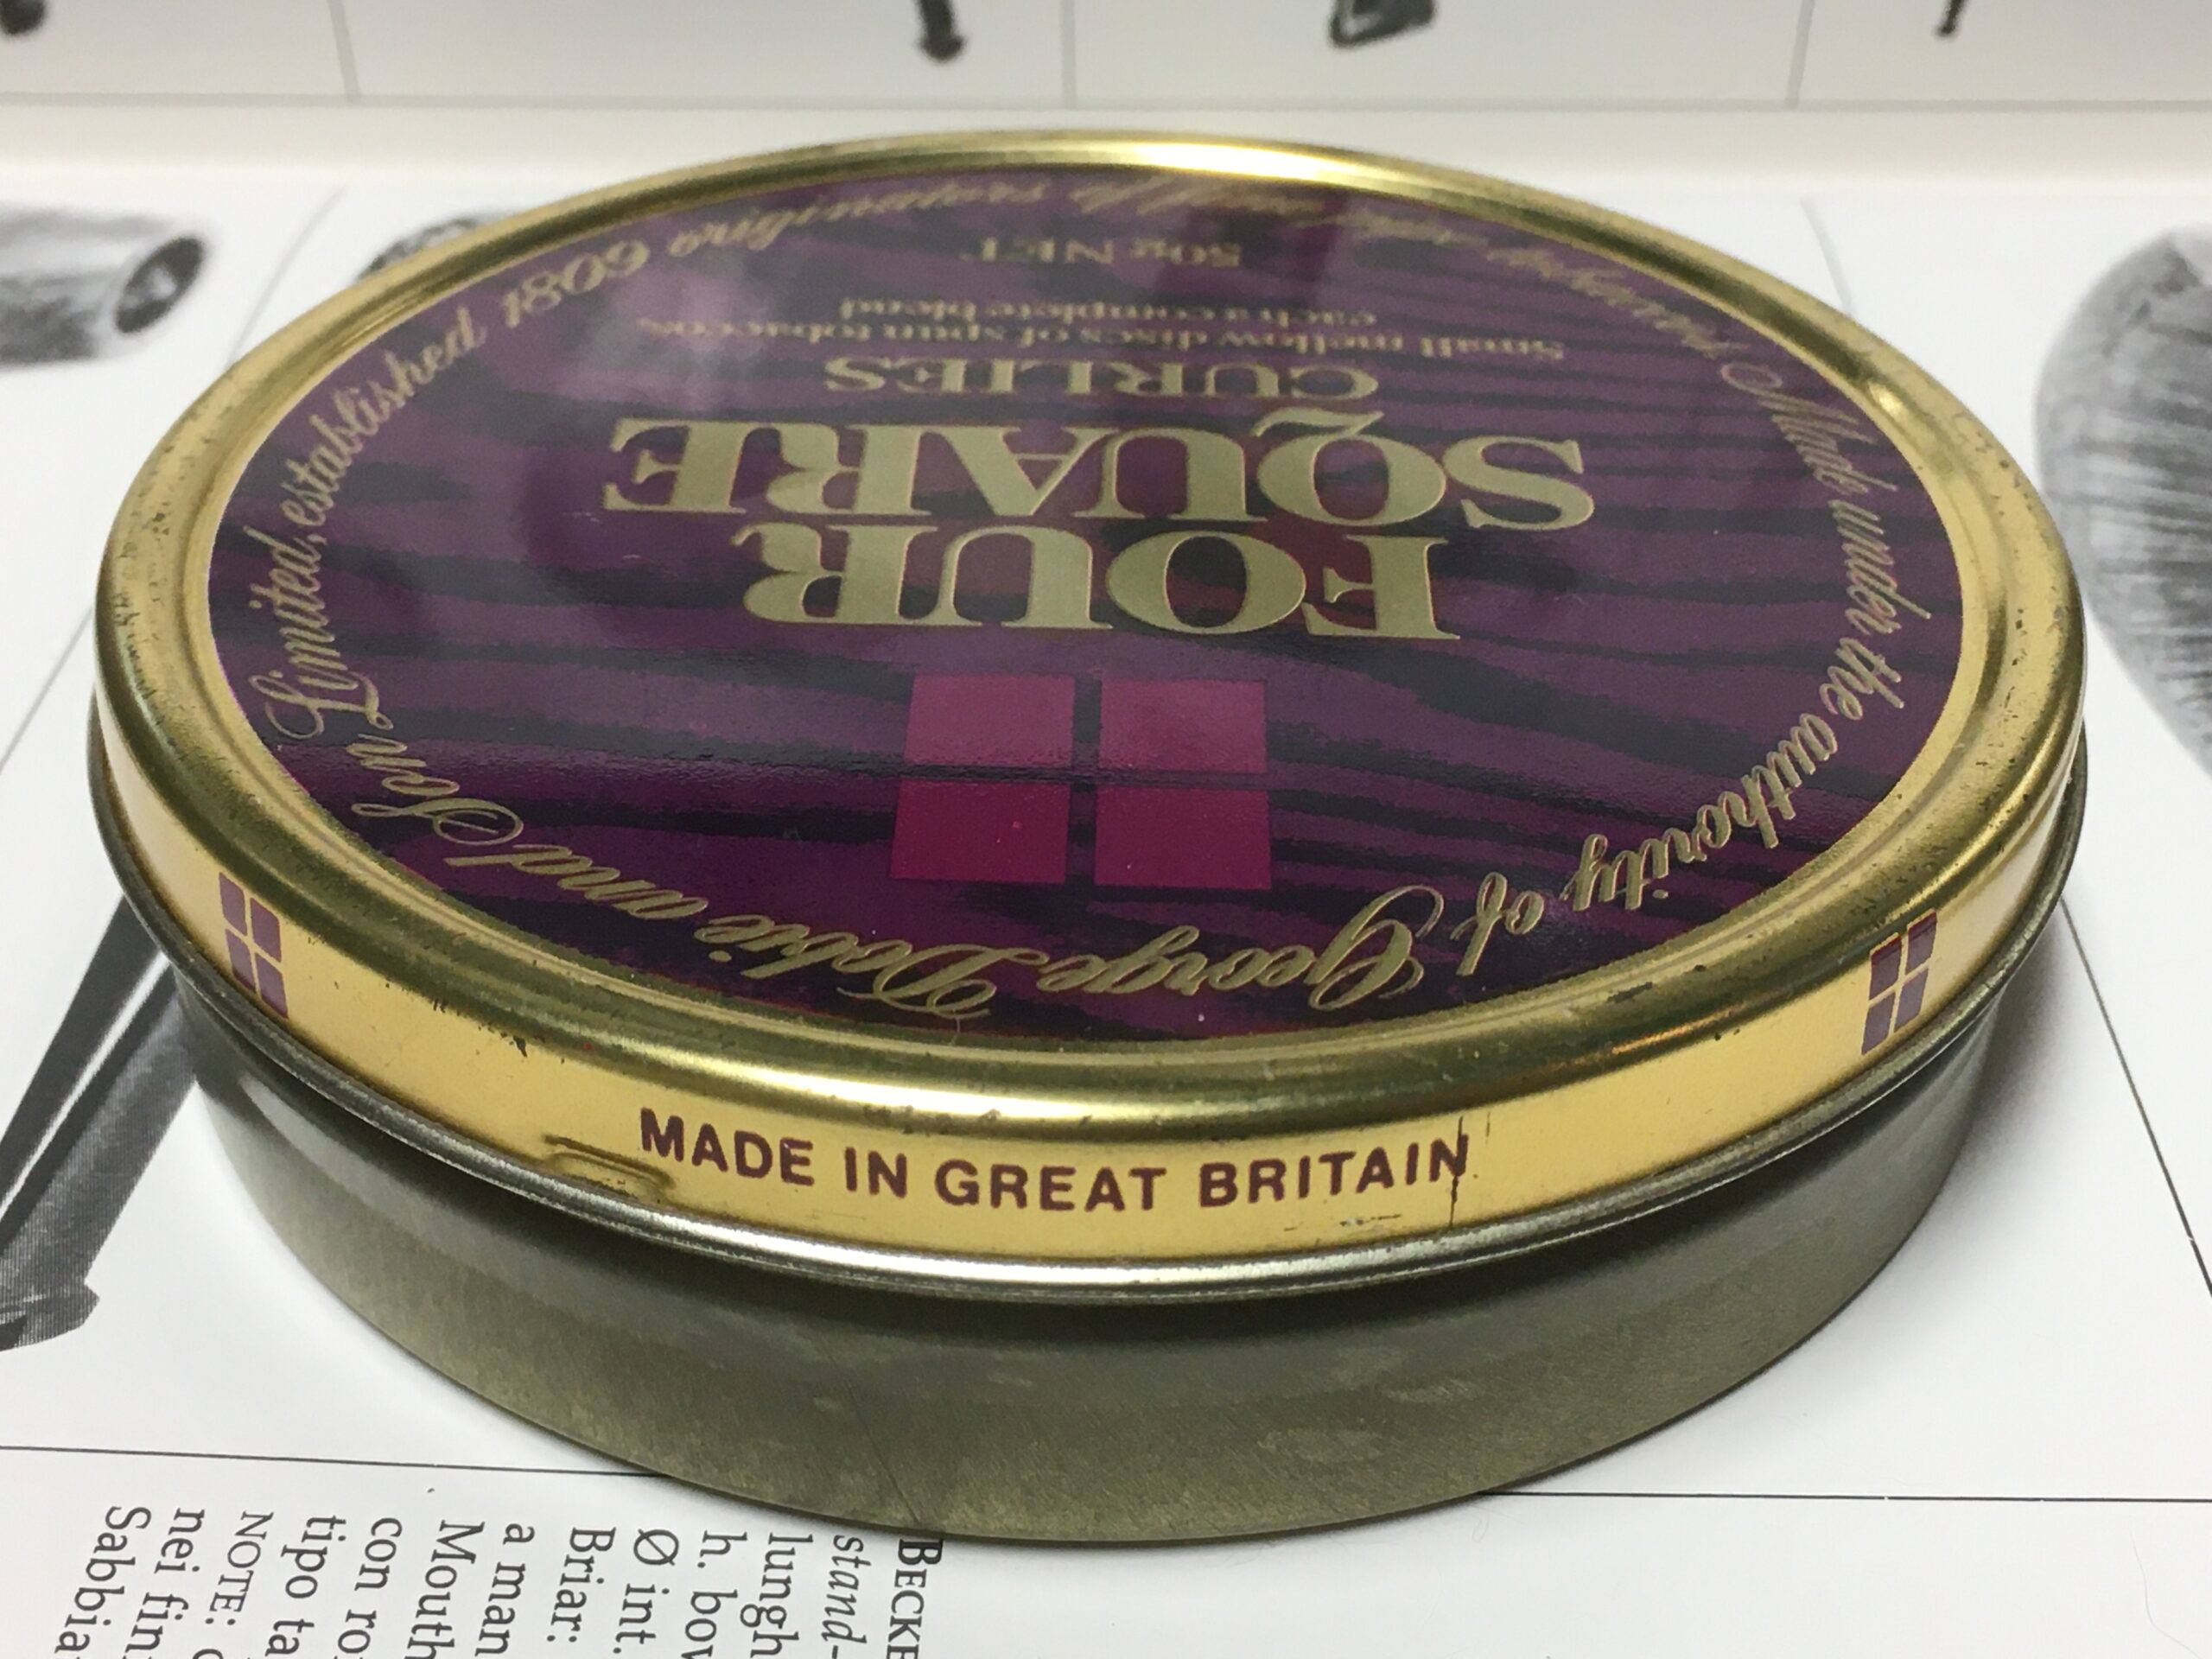 FOUR
SQUARE
CURLIES
Small mellow discs of spun tobaccos,
each a complete blend
50g NET
Made under the authority of George Dobie and Son, Limited, established 1809 originators of
MADE IN GREAT BRITAIN
BECKE
stand-
lungh
h. bow
Ø int.
Briar:
a man
Mouth
con ro
tipo ta
NOTE:
nei fin
Sabbia